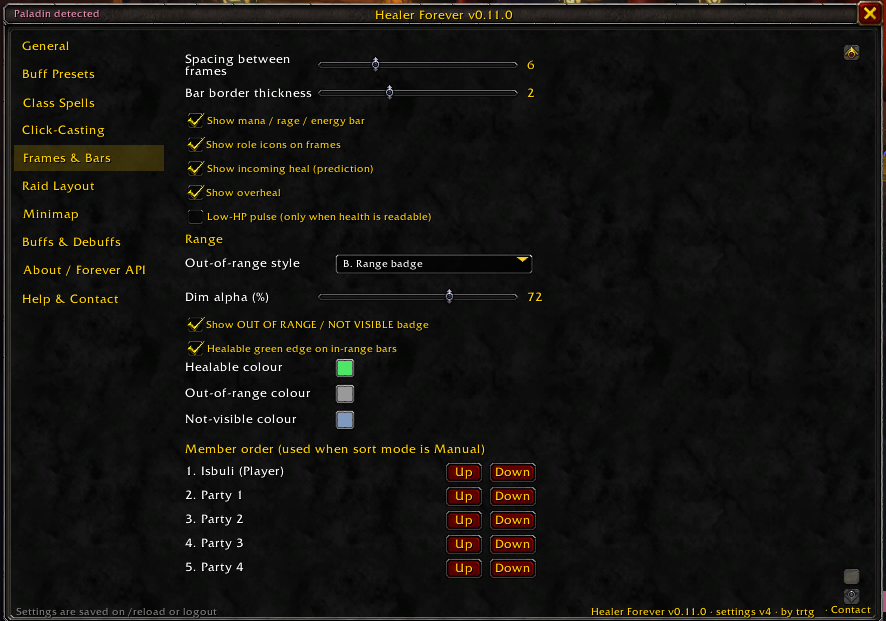 Paladin detected
Healer Forever v0.11.0
General
Buff Presets
Class Spells
Click-Casting
Frames & Bars
Raid Layout
Minimap
Buffs & Debuffs
About / Forever API
Help & Contact
Spacing between
frames
6
Bar border thickness
2
Show mana / rage / energy bar
Show role icons on frames
Show incoming heal (prediction)
Show overheal
Low-HP pulse (only when health is readable)
Range
Out-of-range style
B. Range badge
Dim alpha (%)
72
Show OUT OF RANGE / NOT VISIBLE badge
Healable green edge on in-range bars
Healable colour
Out-of-range colour
Not-visible colour
Member order (used when sort mode is Manual)
1. Isbuli (Player) Up Down
2. Party 1 Up Down
3. Party 2 Up Down
4. Party 3 Up Down
5. Party 4 Up Down
Settings are saved on /reload or logout
Healer Forever v0.11.0 · settings v4 · by trtg · Contact